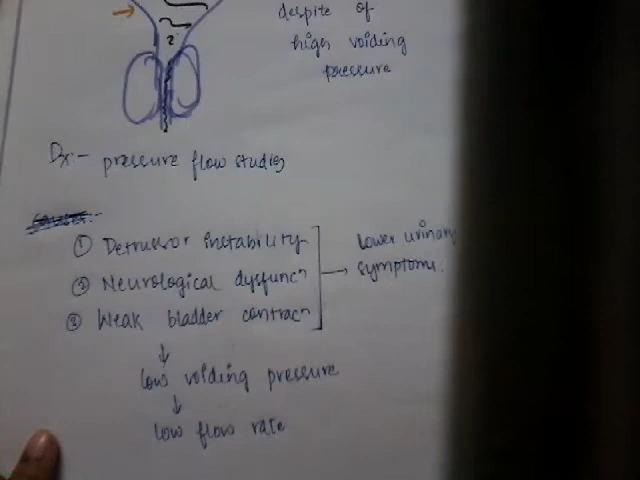 despite of
high voiding
pressure
2
Dx:- pressure flow studies
① Detrusor instability
② Neurological dysfuncⁿ
③ Weak bladder contracⁿ
→ lower urinary
symptoms.
↓
low voiding pressure
↓
low flow rate